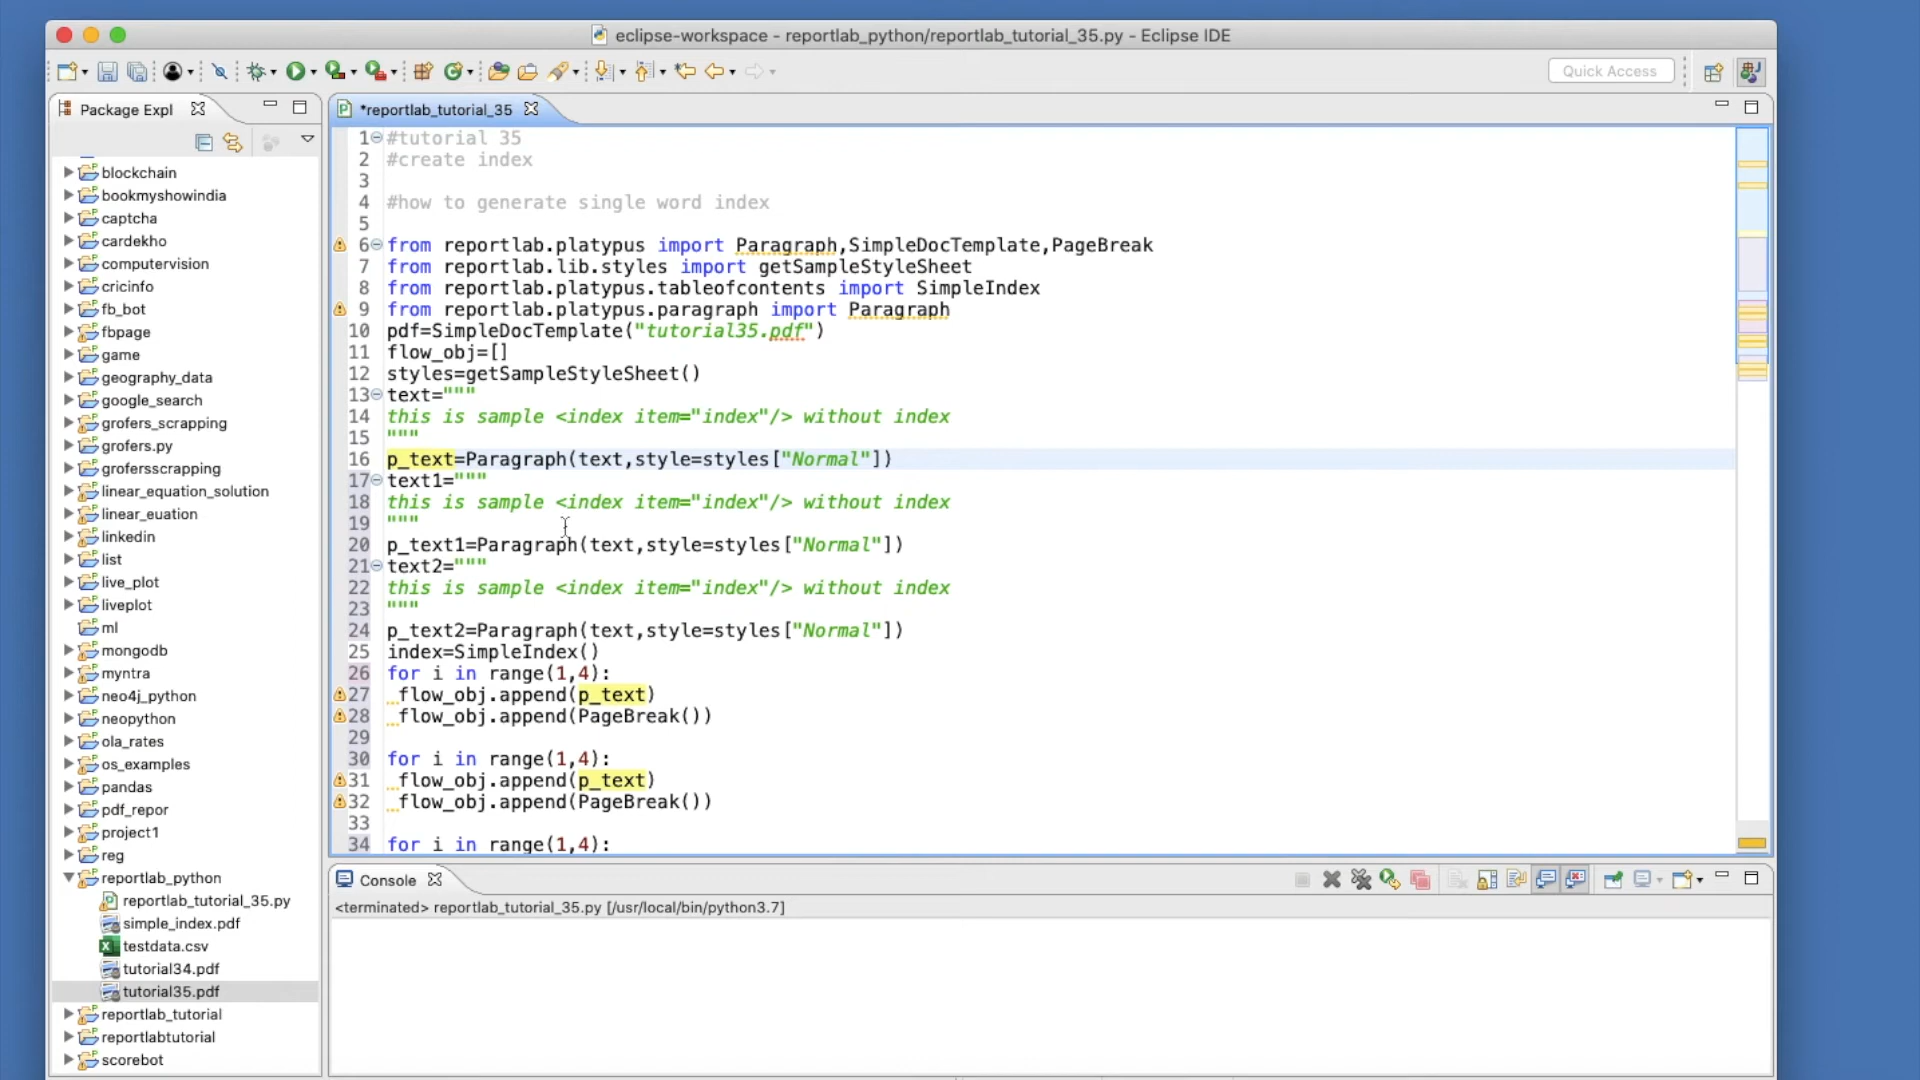 eclipse-workspace - reportlab_python/reportlab_tutorial_35.py - Eclipse IDE
Quick Access
Package Expl
*reportlab_tutorial_35
blockchain
bookmyshowindia
captcha
cardekho
computervision
cricinfo
fb_bot
fbpage
game
geography_data
google_search
grofers_scrapping
grofers.py
grofersscrapping
linear_equation_solution
linear_euation
linkedin
list
live_plot
liveplot
ml
mongodb
myntra
neo4j_python
neopython
ola_rates
os_examples
pandas
pdf_repor
project1
reg
reportlab_python
reportlab_tutorial_35.py
simple_index.pdf
testdata.csv
tutorial34.pdf
tutorial35.pdf
reportlab_tutorial
reportlabtutorial
scorebot
1 #tutorial 35
2 #create index
3
4 #how to generate single word index
5
6 from reportlab.platypus import Paragraph,SimpleDocTemplate,PageBreak
7 from reportlab.lib.styles import getSampleStyleSheet
8 from reportlab.platypus.tableofcontents import SimpleIndex
9 from reportlab.platypus.paragraph import Paragraph
10 pdf=SimpleDocTemplate("tutorial35.pdf")
11 flow_obj=[]
12 styles=getSampleStyleSheet()
13 text="""
14 this is sample <index item="index"/> without index
15 """
16 p_text=Paragraph(text,style=styles["Normal"])
17 text1="""
18 this is sample <index item="index"/> without index
19 """
20 p_text1=Paragraph(text,style=styles["Normal"])
21 text2="""
22 this is sample <index item="index"/> without index
23 """
24 p_text2=Paragraph(text,style=styles["Normal"])
25 index=SimpleIndex()
26 for i in range(1,4):
27 flow_obj.append(p_text)
28 flow_obj.append(PageBreak())
29
30 for i in range(1,4):
31 flow_obj.append(p_text)
32 flow_obj.append(PageBreak())
33
34 for i in range(1,4):
Console
<terminated> reportlab_tutorial_35.py [/usr/local/bin/python3.7]